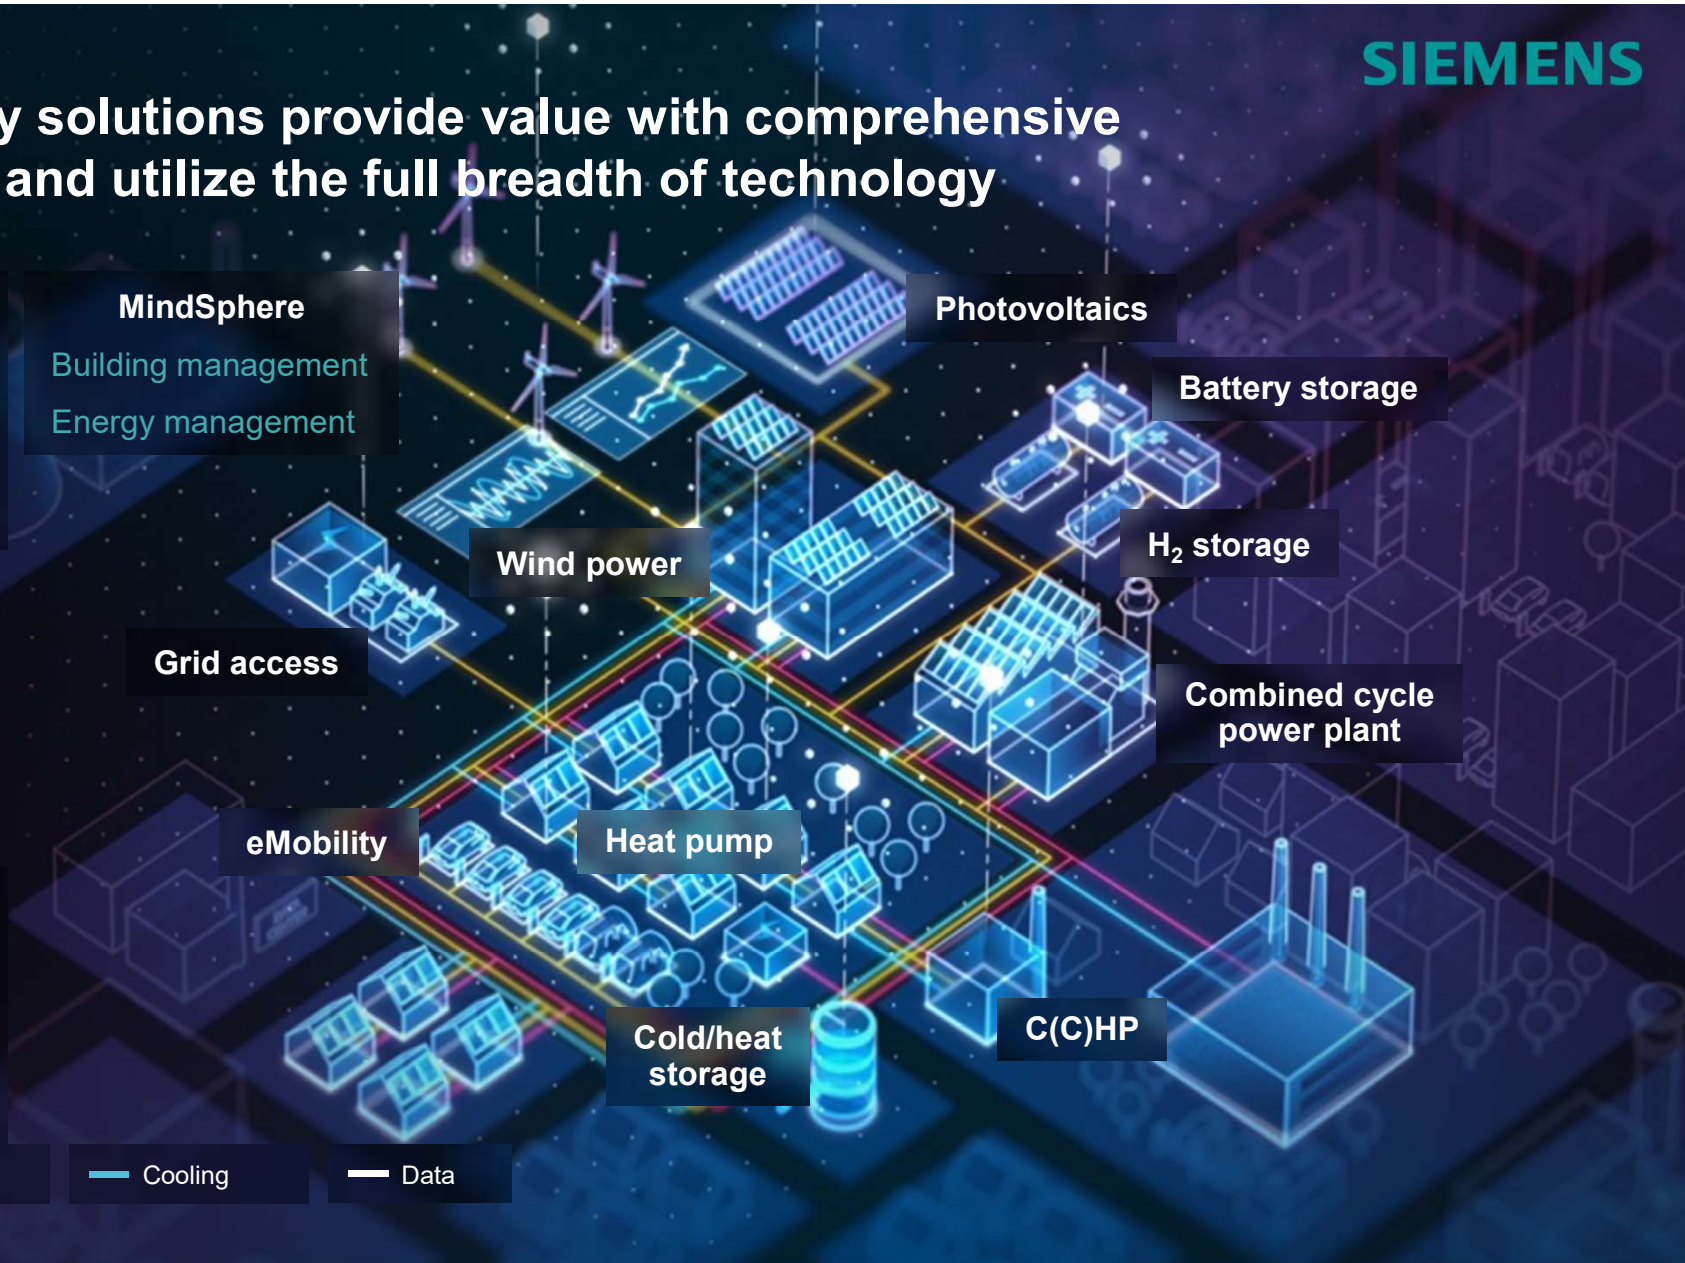 SIEMENS
y solutions provide value with comprehensive
and utilize the full breadth of technology
MindSphere
Building management
Energy management
Photovoltaics
Battery storage
Wind power
H₂ storage
Grid access
Combined cycle
power plant
eMobility
Heat pump
Cold/heat
storage
C(C)HP
Cooling
Data